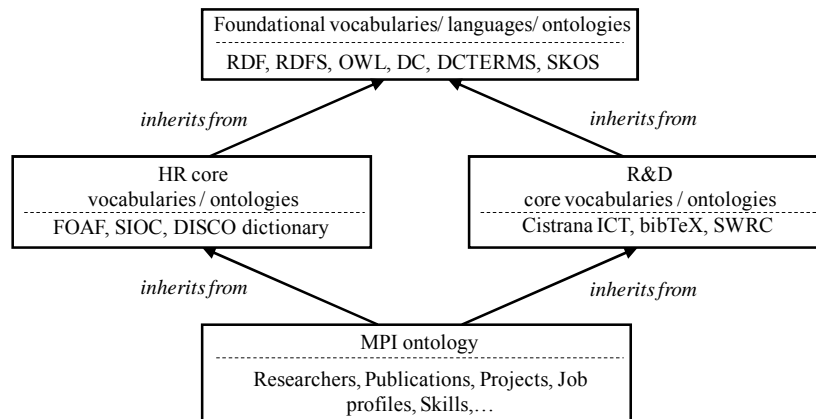 Foundational vocabularies/ languages/ ontologies
RDF, RDFS, OWL, DC, DCTERMS, SKOS
inherits from
inherits from
HR core
vocabularies / ontologies
FOAF, SIOC, DISCO dictionary
R&D
core vocabularies / ontologies
Cistrana ICT, bibTeX, SWRC
inherits from
inherits from
MPI ontology
Researchers, Publications, Projects, Job
profiles, Skills,…